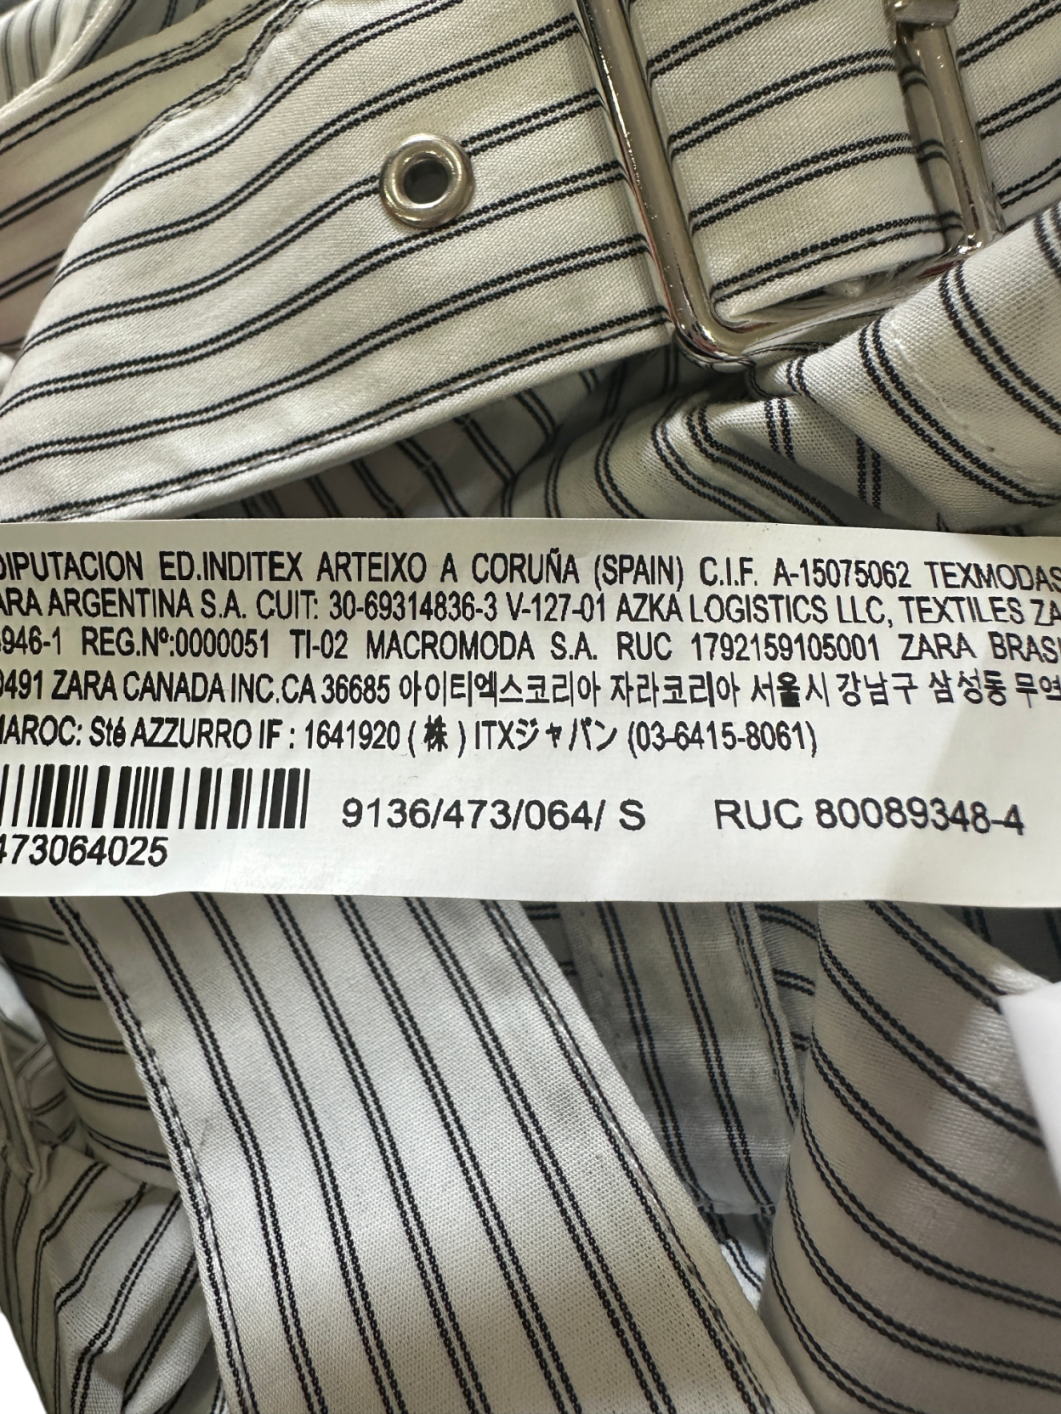 DIPUTACION ED.INDITEX ARTEIXO A CORUÑA (SPAIN) C.I.F. A-15075062 TEXMODAS
ARA ARGENTINA S.A. CUIT: 30-69314836-3 V-127-01 AZKA LOGISTICS LLC, TEXTILES ZA
946-1 REG.Nº:0000051 TI-02 MACROMODA S.A. RUC 1792159105001 ZARA BRAS
0491 ZARA CANADA INC.CA 36685 아이티엑스코리아 자라코리아 서울시 강남구 삼성동 무역
MAROC: Sté AZZURRO IF : 1641920 ( 株 ) ITXジャパン (03-6415-8061)
9136/473/064/ S RUC 80089348-4
473064025